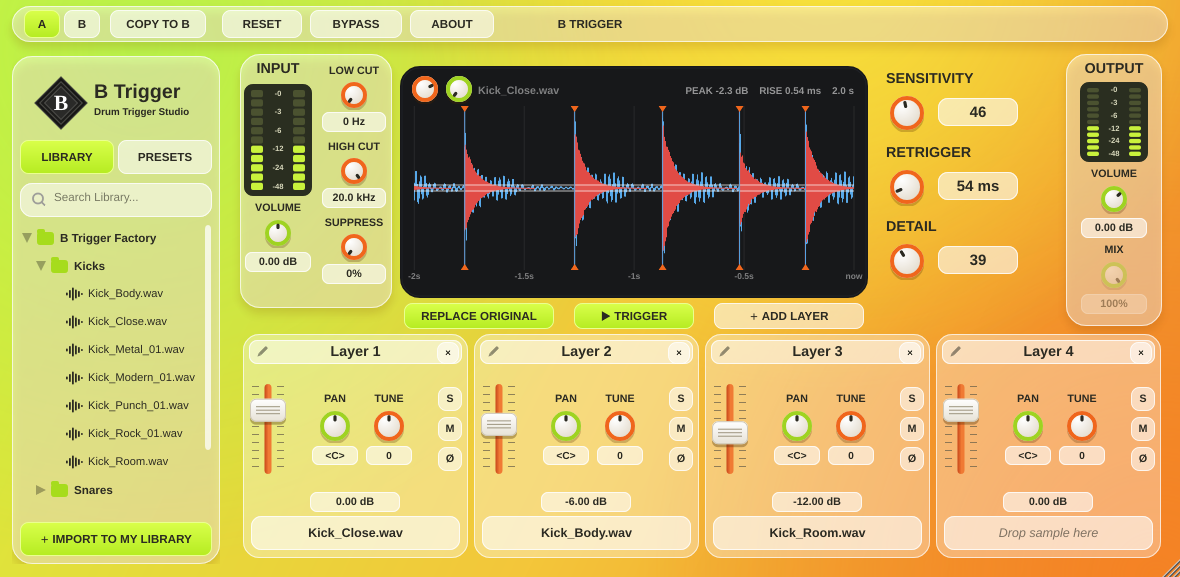 A B COPY TO B RESET BYPASS ABOUT B TRIGGER
B
B Trigger
Drum Trigger Studio
LIBRARY PRESETS
Search Library...
B Trigger Factory
Kicks
Kick_Body.wav
Kick_Close.wav
Kick_Metal_01.wav
Kick_Modern_01.wav
Kick_Punch_01.wav
Kick_Rock_01.wav
Kick_Room.wav
Snares
+ IMPORT TO MY LIBRARY
INPUT
-0
-3
-6
-12
-24
-48
VOLUME
0.00 dB
LOW CUT
0 Hz
HIGH CUT
20.0 kHz
SUPPRESS
0%
Kick_Close.wav PEAK -2.3 dB RISE 0.54 ms 2.0 s
-2s -1.5s -1s -0.5s now
REPLACE ORIGINAL TRIGGER + ADD LAYER
SENSITIVITY
46
RETRIGGER
54 ms
DETAIL
39
OUTPUT
-0
-3
-6
-12
-24
-48
VOLUME
0.00 dB
MIX
100%
Layer 1 ×
PAN TUNE S
M
<C> 0 Ø
0.00 dB
Kick_Close.wav
Layer 2 ×
PAN TUNE S
M
<C> 0 Ø
-6.00 dB
Kick_Body.wav
Layer 3 ×
PAN TUNE S
M
<C> 0 Ø
-12.00 dB
Kick_Room.wav
Layer 4 ×
PAN TUNE S
M
<C> 0 Ø
0.00 dB
Drop sample here